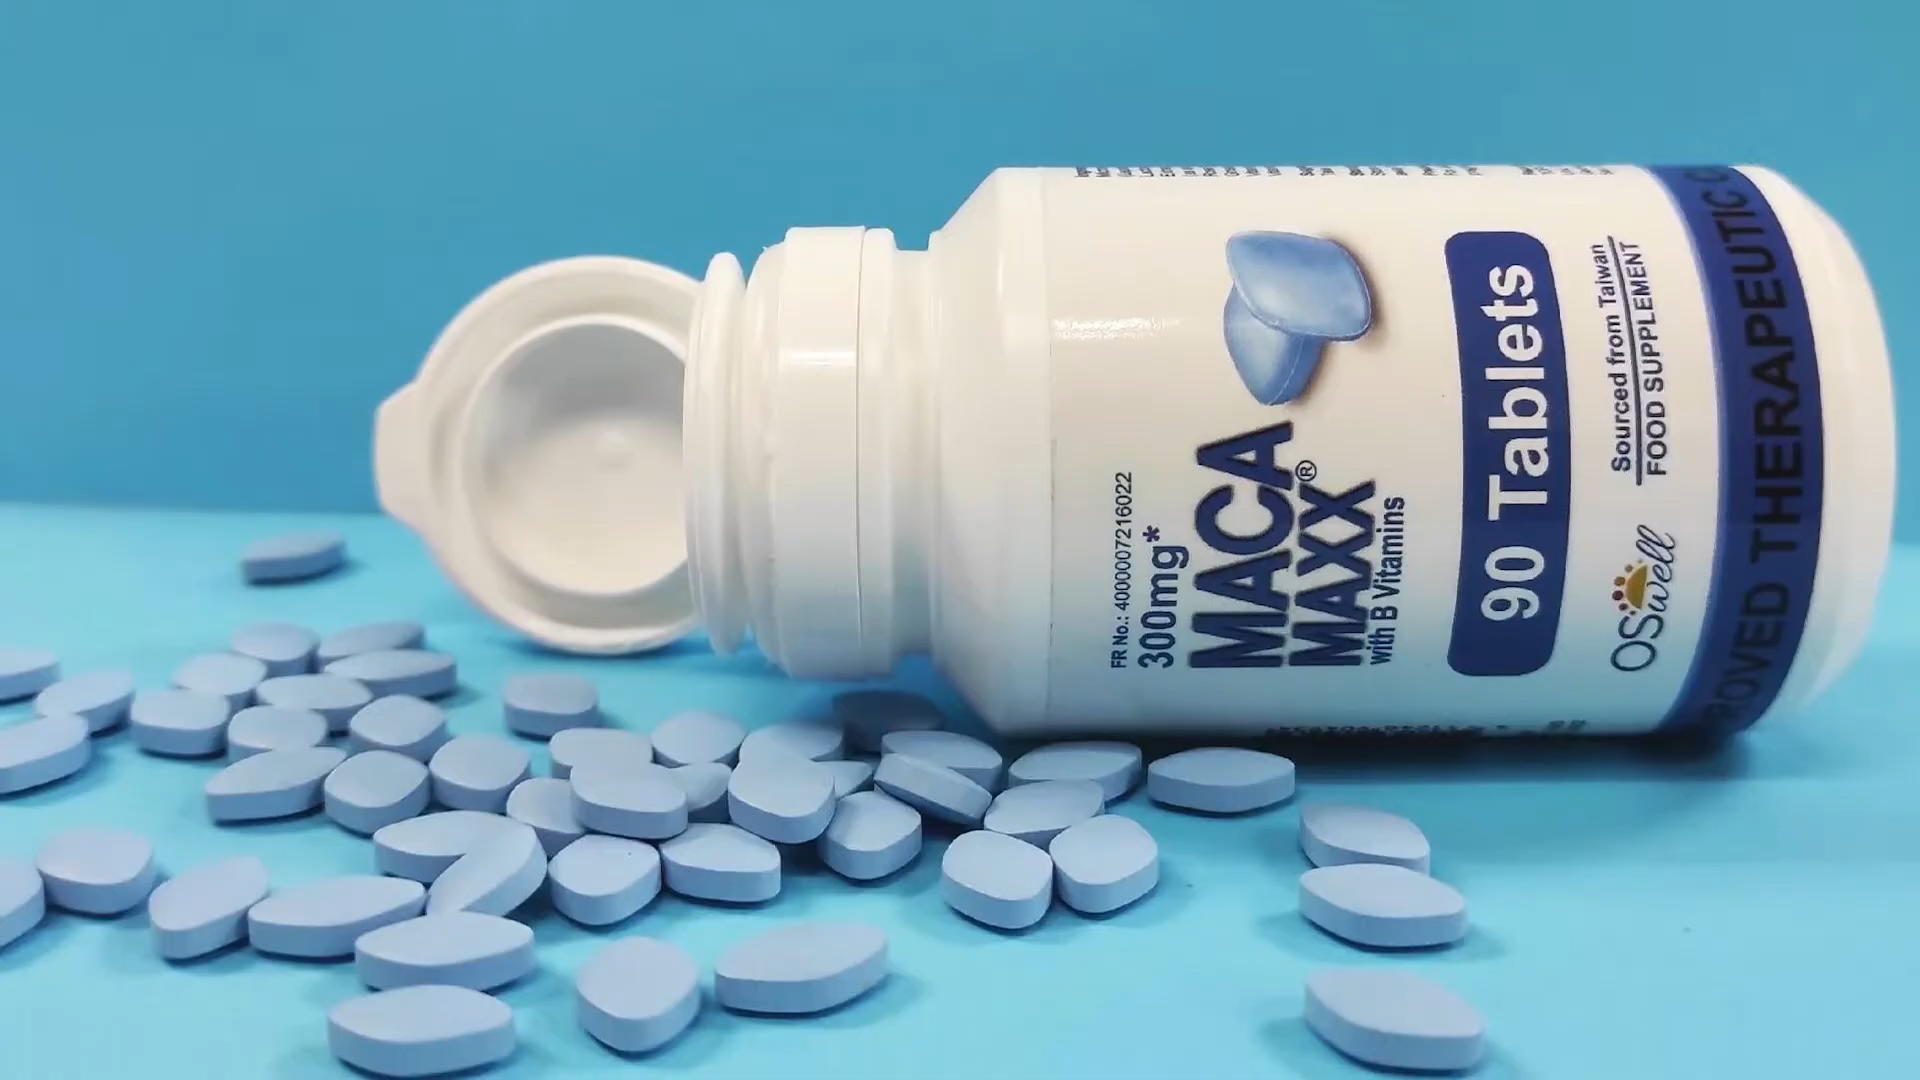 FR No.: 4000007216022
300mg*
MACA
MAXX®
with B Vitamins
90 Tablets
Sourced from Taiwan
FOOD SUPPLEMENT
OSwell
THERAPEUTIC